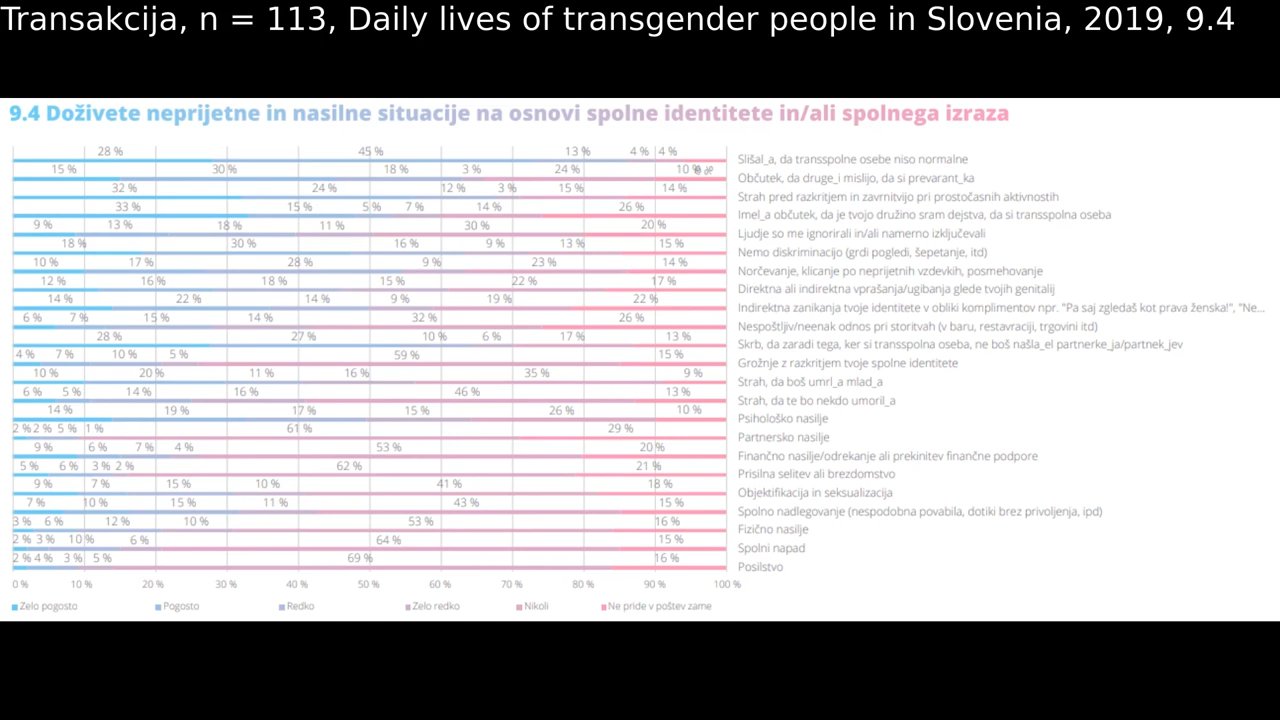 Transakcija, n = 113, Daily lives of transgender people in Slovenia, 2019, 9.4
9.4 Doživete neprijetne in nasilne situacije na osnovi spolne identitete in/ali spolnega izraza
28 % 45 % 13 % 4 % 4 %
Slišal_a, da transspolne osebe niso normalne
15 % 30 % 18 % 3 % 24 % 10 %
Občutek, da druge_i mislijo, da si prevarant_ka
32 % 24 % 12 % 3 % 15 % 14 %
Strah pred razkritjem in zavrnitvijo pri prostočasnih aktivnostih
33 % 15 % 5 % 7 % 14 % 26 %
Imel_a občutek, da je tvojo družino sram dejstva, da si transspolna oseba
9 % 13 % 18 % 11 % 30 % 20 %
Ljudje so me ignorirali in/ali namerno izključevali
18 % 30 % 16 % 9 % 13 % 15 %
Nemo diskriminacijo (grdi pogledi, šepetanje, itd)
10 % 17 % 28 % 9 % 23 % 14 %
Norčevanje, klicanje po neprijetnih vzdevkih, posmehovanje
12 % 16 % 18 % 15 % 22 % 17 %
Direktna ali indirektna vprašanja/ugibanja glede tvojih genitalij
14 % 22 % 14 % 9 % 19 % 22 %
Indirektna zanikanja tvoje identitete v obliki komplimentov npr. "Pa saj zgledaš kot prava ženska!", "Ne...
6 % 7 % 15 % 14 % 32 % 26 %
Nespoštljiv/neenak odnos pri storitvah (v baru, restavraciji, trgovini itd)
28 % 27 % 10 % 6 % 17 % 13 %
Skrb, da zaradi tega, ker si transspolna oseba, ne boš našla_el partnerke_ja/partnek_jev
4 % 7 % 10 % 5 % 59 % 15 %
Grožnje z razkritjem tvoje spolne identitete
10 % 20 % 11 % 16 % 35 % 9 %
Strah, da boš umrl_a mlad_a
6 % 5 % 14 % 16 % 46 % 13 %
Strah, da te bo nekdo umoril_a
14 % 19 % 17 % 15 % 26 % 10 %
Psihološko nasilje
2 % 2 % 5 % 1 % 61 % 29 %
Partnersko nasilje
9 % 6 % 7 % 4 % 53 % 20 %
Finančno nasilje/odrekanje ali prekinitev finančne podpore
5 % 6 % 3 % 2 % 62 % 21 %
Prisilna selitev ali brezdomstvo
9 % 7 % 15 % 10 % 41 % 18 %
Objektifikacija in seksualizacija
7 % 10 % 15 % 11 % 43 % 15 %
Spolno nadlegovanje (nespodobna povabila, dotiki brez privoljenja, ipd)
3 % 6 % 12 % 10 % 53 % 16 %
Fizično nasilje
2 % 3 % 10 % 6 % 64 % 15 %
Spolni napad
2 % 4 % 3 % 5 % 69 % 16 %
Posilstvo
0 % 10 % 20 % 30 % 40 % 50 % 60 % 70 % 80 % 90 % 100 %
Zelo pogosto Pogosto Redko Zelo redko Nikoli Ne pride v poštev zame